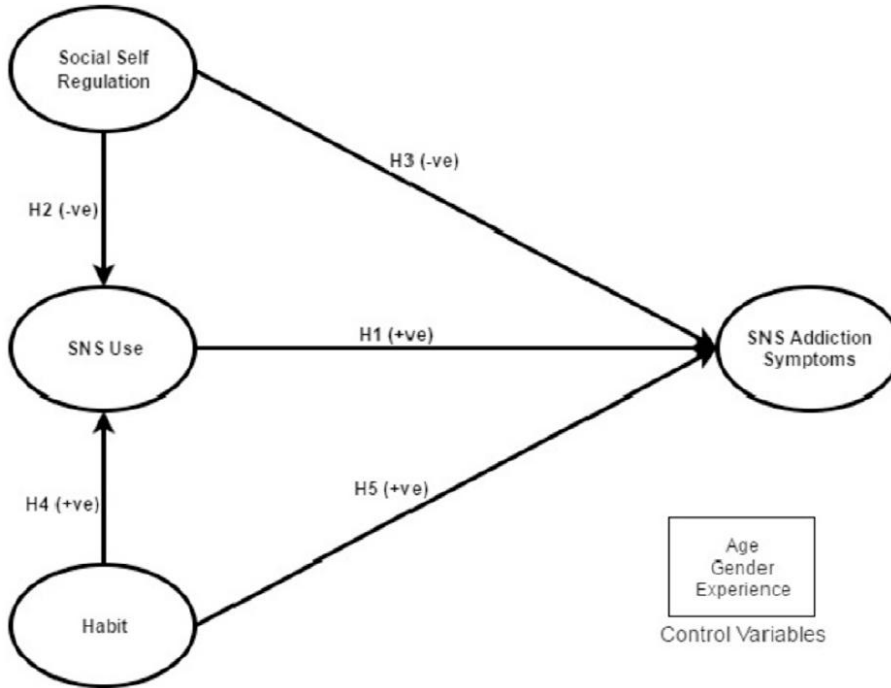 Social Self
Regulation
H3 (-ve)
H2 (-ve)
SNS Use
H1 (+ve)
SNS Addiction
Symptoms
H4 (+ve)
H5 (+ve)
Habit
Age
Gender
Experience
Control Variables